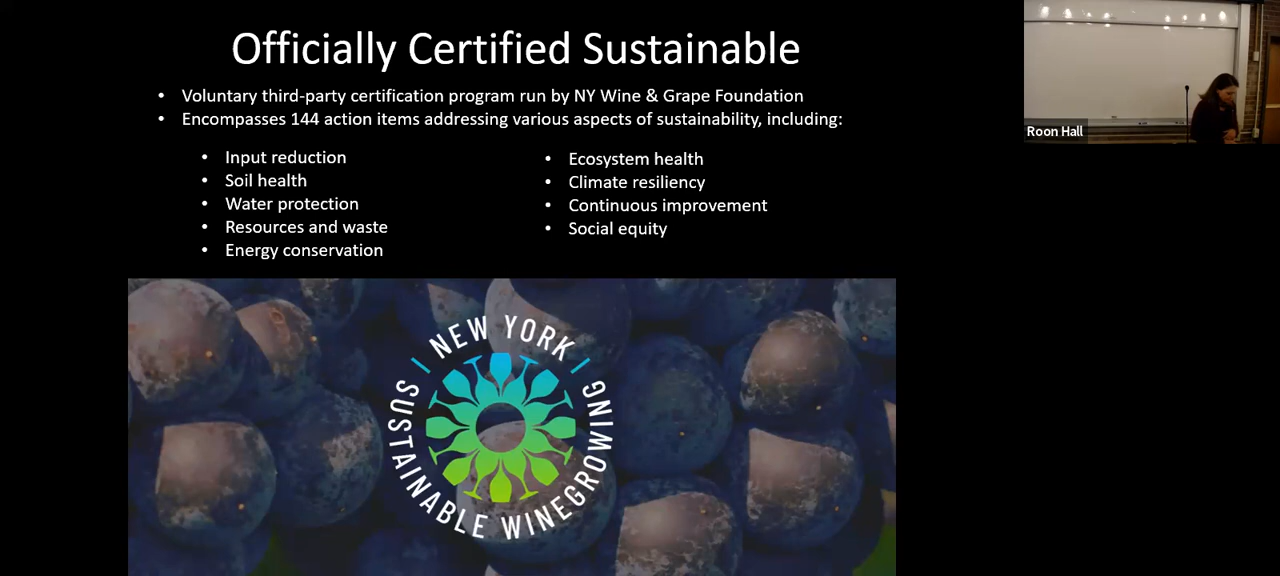 Officially Certified Sustainable
• Voluntary third-party certification program run by NY Wine & Grape Foundation
• Encompasses 144 action items addressing various aspects of sustainability, including:
• Input reduction
• Soil health
• Water protection
• Resources and waste
• Energy conservation
• Ecosystem health
• Climate resiliency
• Continuous improvement
• Social equity
NEW YORK
SUSTAINABLE WINEGROWING
Roon Hall